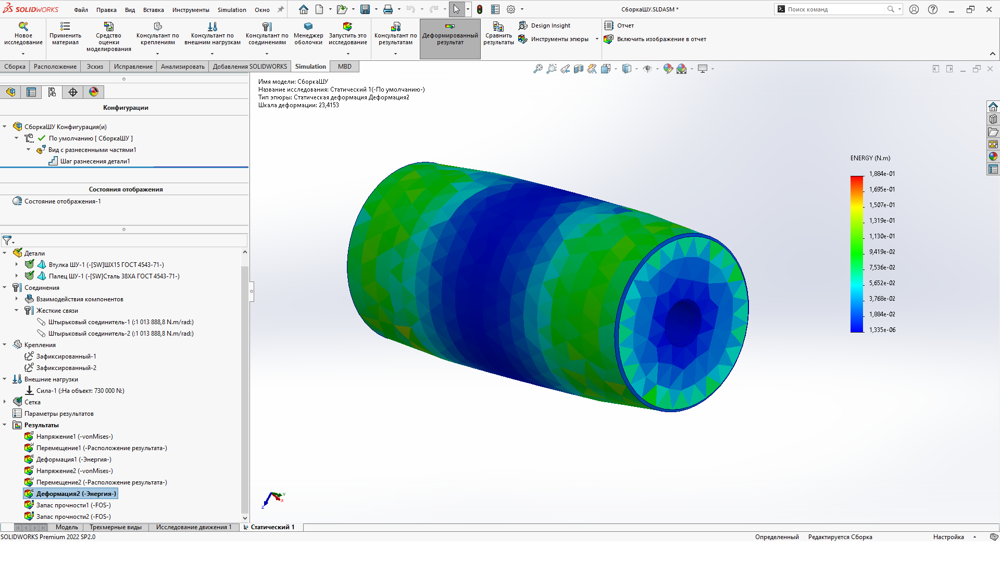 SOLIDWORKS
Файл Правка Вид Вставка Инструменты Simulation Окно
СборкаШУ.SLDASM *
Поиск команд
Новое исследование
Применить материал
Средство оценки моделирования
Консультант по креплениям
Консультант по внешним нагрузкам
Консультант по соединениям
Менеджер оболочки
Запустить это исследование
Консультант по результатам
Деформированный результат
Сравнить результаты
Design Insight
Инструменты эпюры
Отчет
Включить изображение в отчет
Сборка Расположение Эскиз Исправление Анализировать Добавления SOLIDWORKS Simulation MBD
Конфигурации
СборкаШУ Конфигурация(и)
По умолчанию [ СборкаШУ ]
Вид с разнесенными частями1
Шаг разнесения детали1
Состояния отображения
Состояние отображения-1
Детали
Втулка ШУ-1 (-[SW]ШХ15 ГОСТ 4543-71-)
Палец ШУ-1 (-[SW]Сталь 38ХА ГОСТ 4543-71-)
Соединения
Взаимодействия компонентов
Жесткие связи
Штырьковый соединитель-1 (:1 013 888,8 N.m/rad:)
Штырьковый соединитель-2 (:1 013 888,8 N.m/rad:)
Крепления
Зафиксированный-1
Зафиксированный-2
Внешние нагрузки
Сила-1 (:На объект: 730 000 N:)
Сетка
Параметры результатов
Результаты
Напряжение1 (-vonMises-)
Перемещение1 (-Расположение результата-)
Деформация1 (-Энергия-)
Напряжение2 (-vonMises-)
Перемещение2 (-Расположение результата-)
Деформация2 (-Энергия-)
Запас прочности1 (-FOS-)
Запас прочности2 (-FOS-)
Имя модели: СборкаШУ
Название исследования: Статический 1(-По умолчанию-)
Тип эпюры: Статическая деформация Деформация2
Шкала деформации: 23,4153
ENERGY (N.m)
1,884e-01
1,695e-01
1,507e-01
1,319e-01
1,130e-01
9,419e-02
7,536e-02
5,652e-02
3,768e-02
1,884e-02
1,335e-06
Y
X
Z
Модель Трехмерные виды Исследование движения 1 Статический 1
SOLIDWORKS Premium 2022 SP2.0
Определенный Редактируется Сборка Настройка